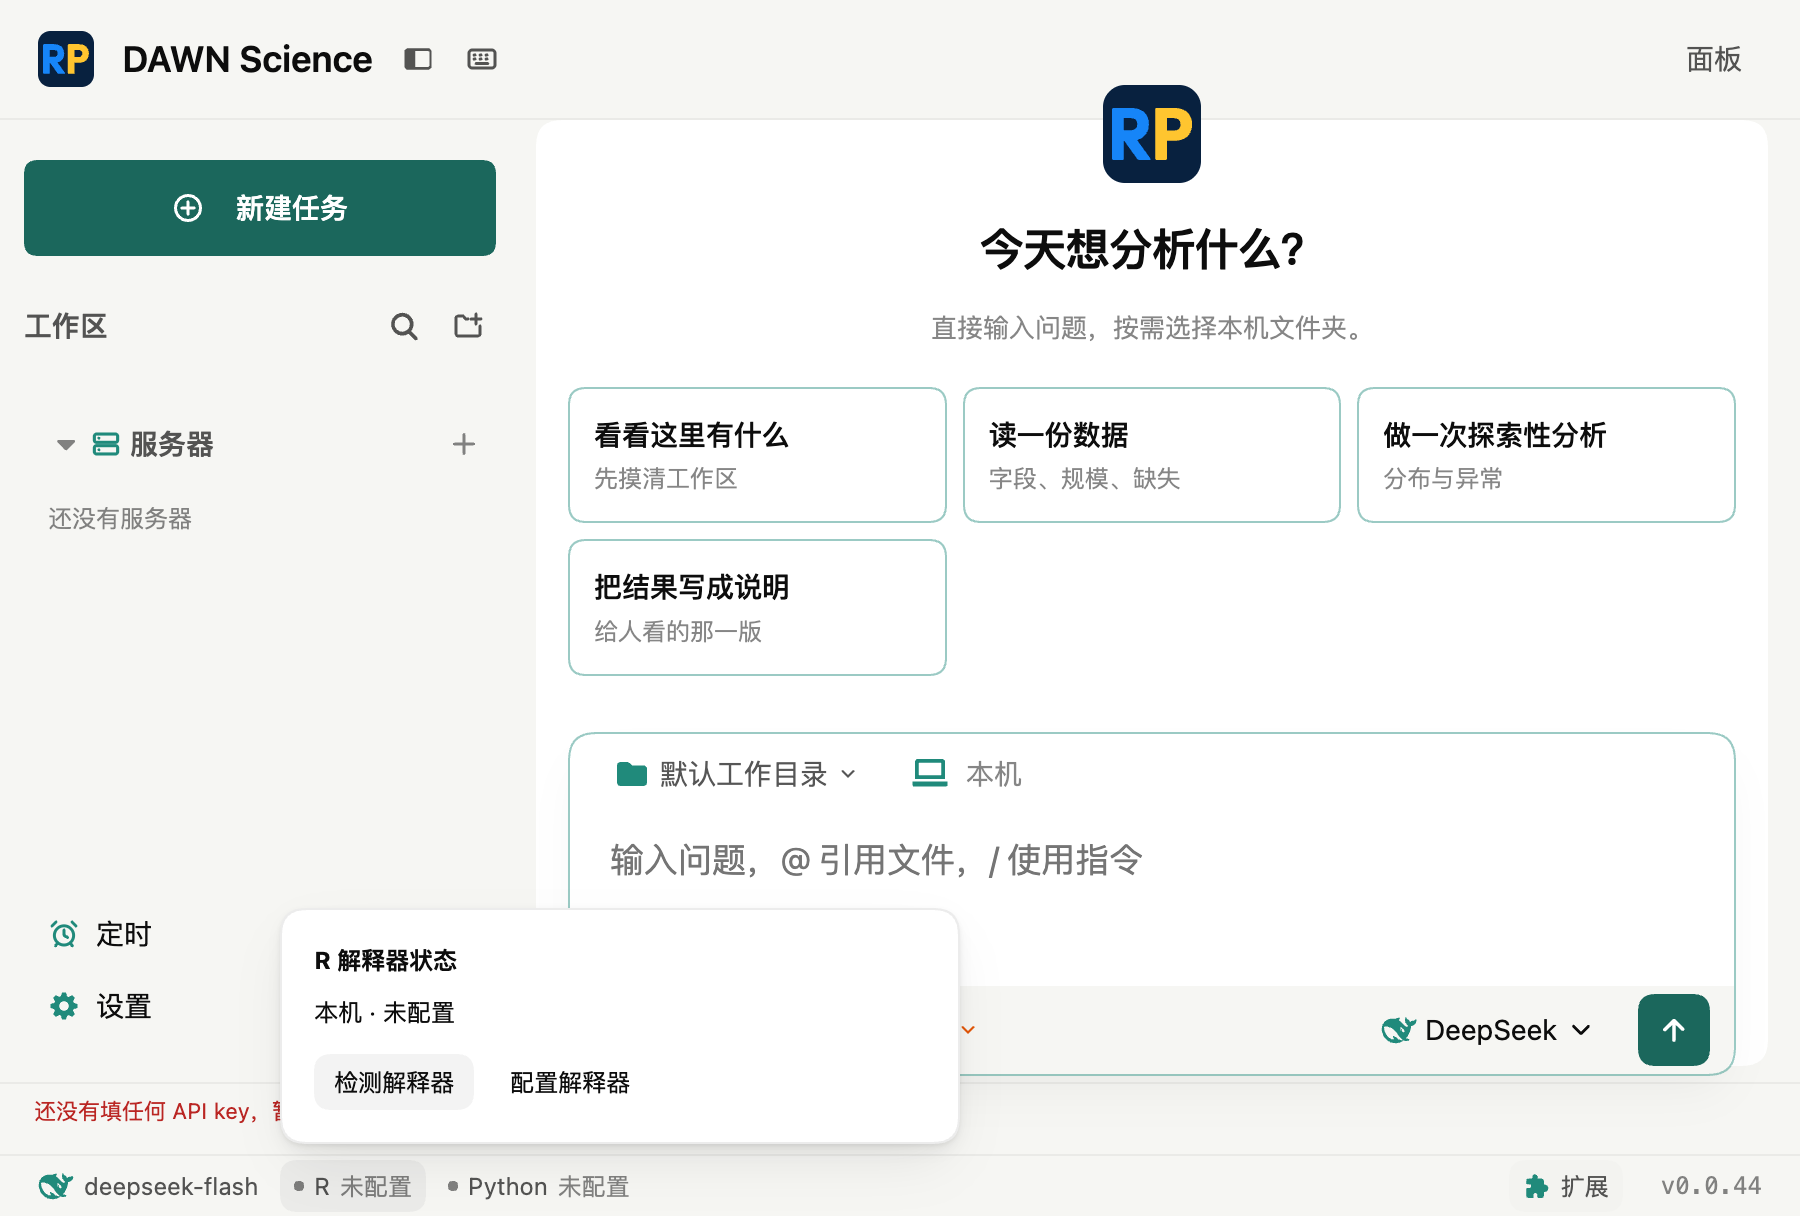 RP DAWN Science
面板
RP
新建任务
工作区
服务器
还没有服务器
今天想分析什么?
直接输入问题，按需选择本机文件夹。
看看这里有什么
先摸清工作区
读一份数据
字段、规模、缺失
做一次探索性分析
分布与异常
把结果写成说明
给人看的那一版
默认工作目录
本机
输入问题，@ 引用文件，/ 使用指令
DeepSeek
定时
设置
R 解释器状态
本机 · 未配置
检测解释器
配置解释器
还没有填任何 API key，
deepseek-flash
R 未配置
Python 未配置
扩展
v0.0.44